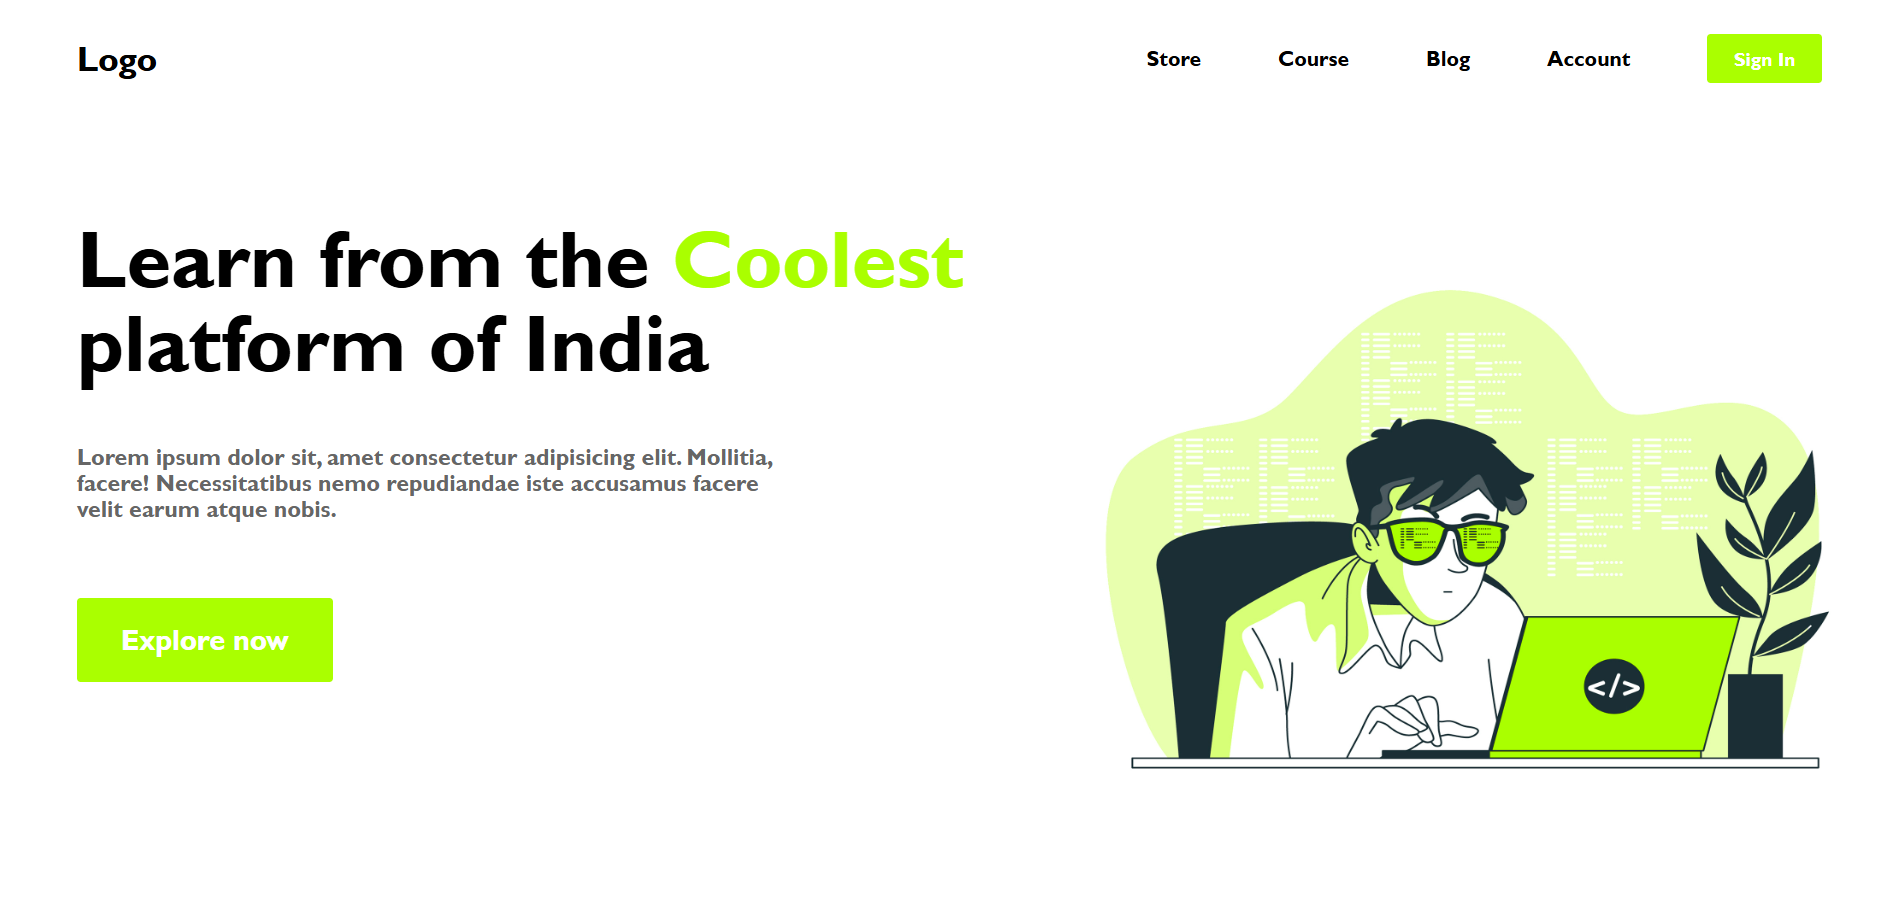 Logo
Store Course Blog Account Sign In
Learn from the Coolest
platform of India
Lorem ipsum dolor sit, amet consectetur adipisicing elit. Mollitia,
facere! Necessitatibus nemo repudiandae iste accusamus facere
velit earum atque nobis.
Explore now
</>